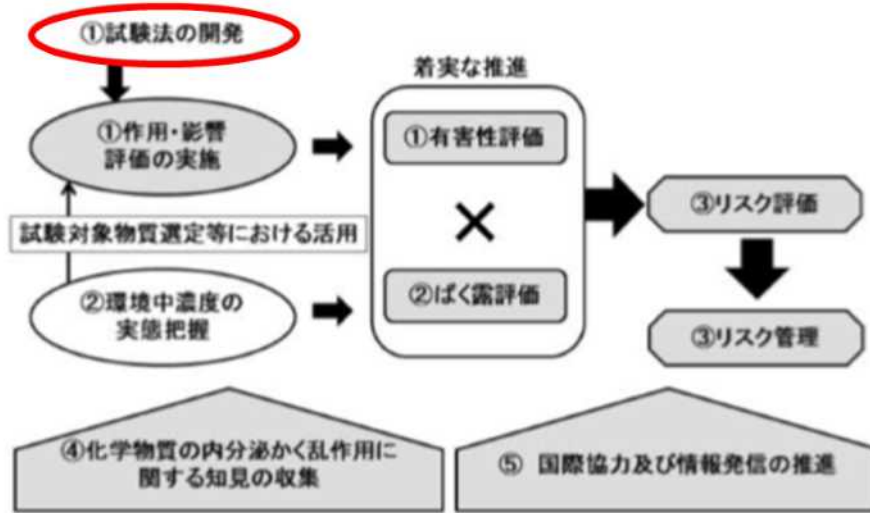 ①試験法の開発
着実な推進
①作用・影響
評価の実施
①有害性評価
試験対象物質選定等における活用
×
③リスク評価
②環境中濃度の
実態把握
②ばく露評価
③リスク管理
④化学物質の内分泌かく乱作用に
関する知見の収集
⑤ 国際協力及び情報発信の推進